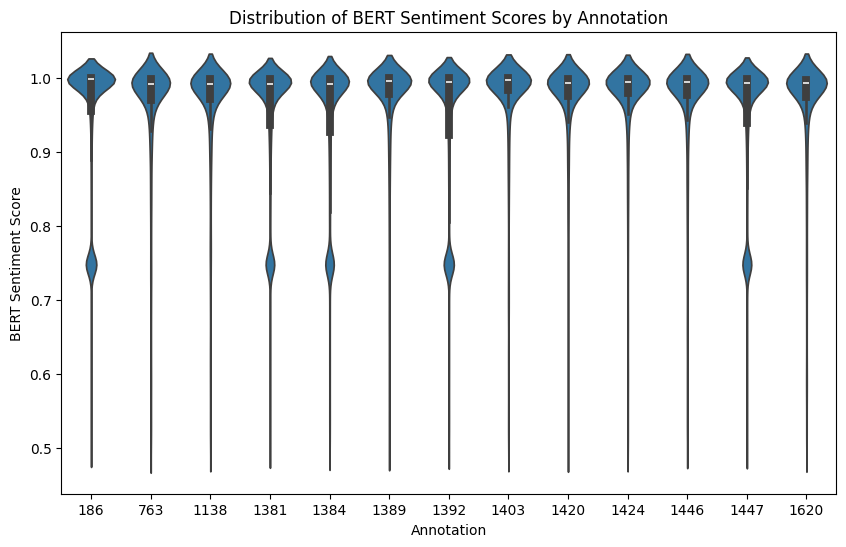 Distribution of BERT Sentiment Scores by Annotation
1.0
0.9
0.8
0.7
0.6
0.5
BERT Sentiment Score
186 763 1138 1381 1384 1389 1392 1403 1420 1424 1446 1447 1620
Annotation